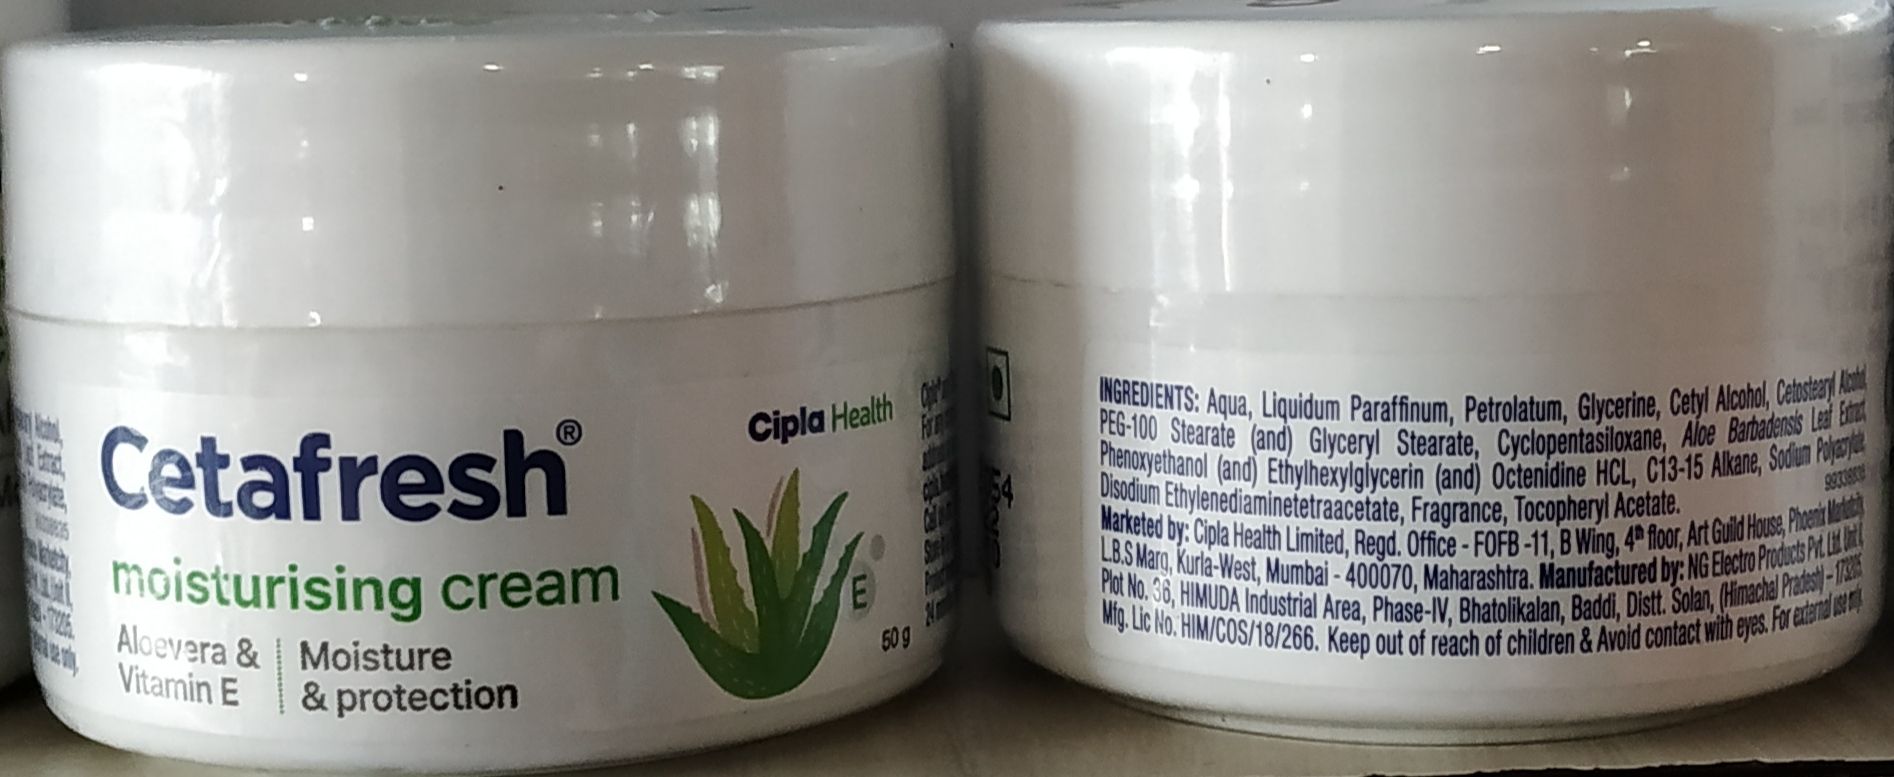 Cetafresh®
moisturising cream
Aloevera &
Vitamin E
Moisture
& protection
Cipla Health
E
50 g
INGREDIENTS: Aqua, Liquidum Paraffinum, Petrolatum, Glycerine, Cetyl Alcohol, Cetostearyl Alcohol,
PEG-100 Stearate (and) Glyceryl Stearate, Cyclopentasiloxane, Aloe Barbadensis Leaf Extract,
Phenoxyethanol (and) Ethylhexylglycerin (and) Octenidine HCL, C13-15 Alkane, Sodium Polyacrylate,
Disodium Ethylenediaminetetraacetate, Fragrance, Tocopheryl Acetate.
Marketed by: Cipla Health Limited, Regd. Office - FOFB -11, B Wing, 4th floor, Art Guild House, Phoenix Marketcity,
L.B.S Marg, Kurla-West, Mumbai - 400070, Maharashtra. Manufactured by: NG Electro Products Pvt. Ltd. Unit I,
Plot No. 36, HIMUDA Industrial Area, Phase-IV, Bhatolikalan, Baddi, Distt. Solan, (Himachal Pradesh) - 173205.
Mfg. Lic No. HIM/COS/18/266. Keep out of reach of children & Avoid contact with eyes. For external use only.